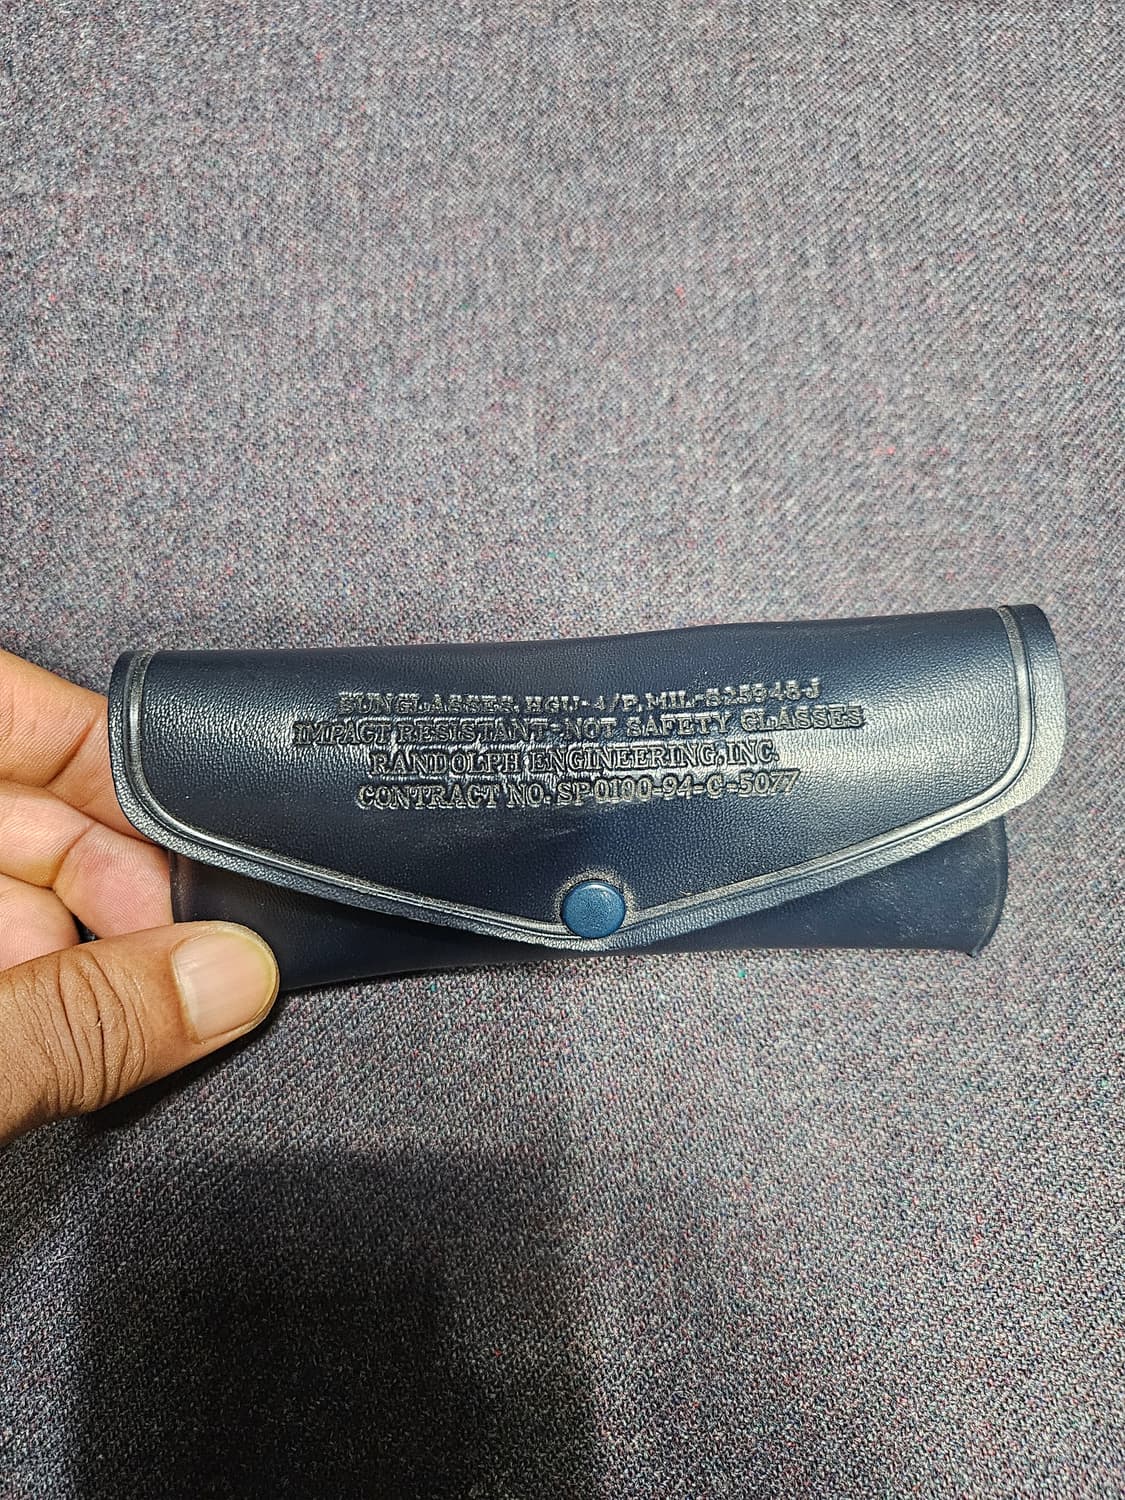 SUNGLASSES, HGU-4/P, MIL-S25948J
IMPACT RESISTANT-NOT SAFETY GLASSES
RANDOLPH ENGINEERING, INC.
CONTRACT NO. SP0100-94-C-5077